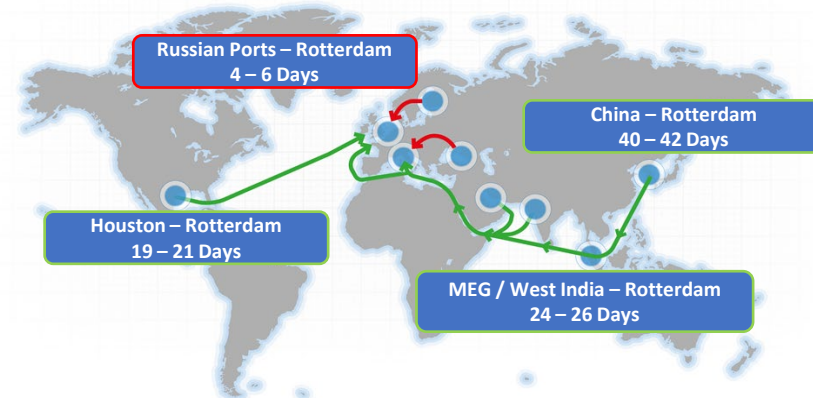 Russian Ports – Rotterdam
4 – 6 Days
China – Rotterdam
40 – 42 Days
Houston – Rotterdam
19 – 21 Days
MEG / West India – Rotterdam
24 – 26 Days